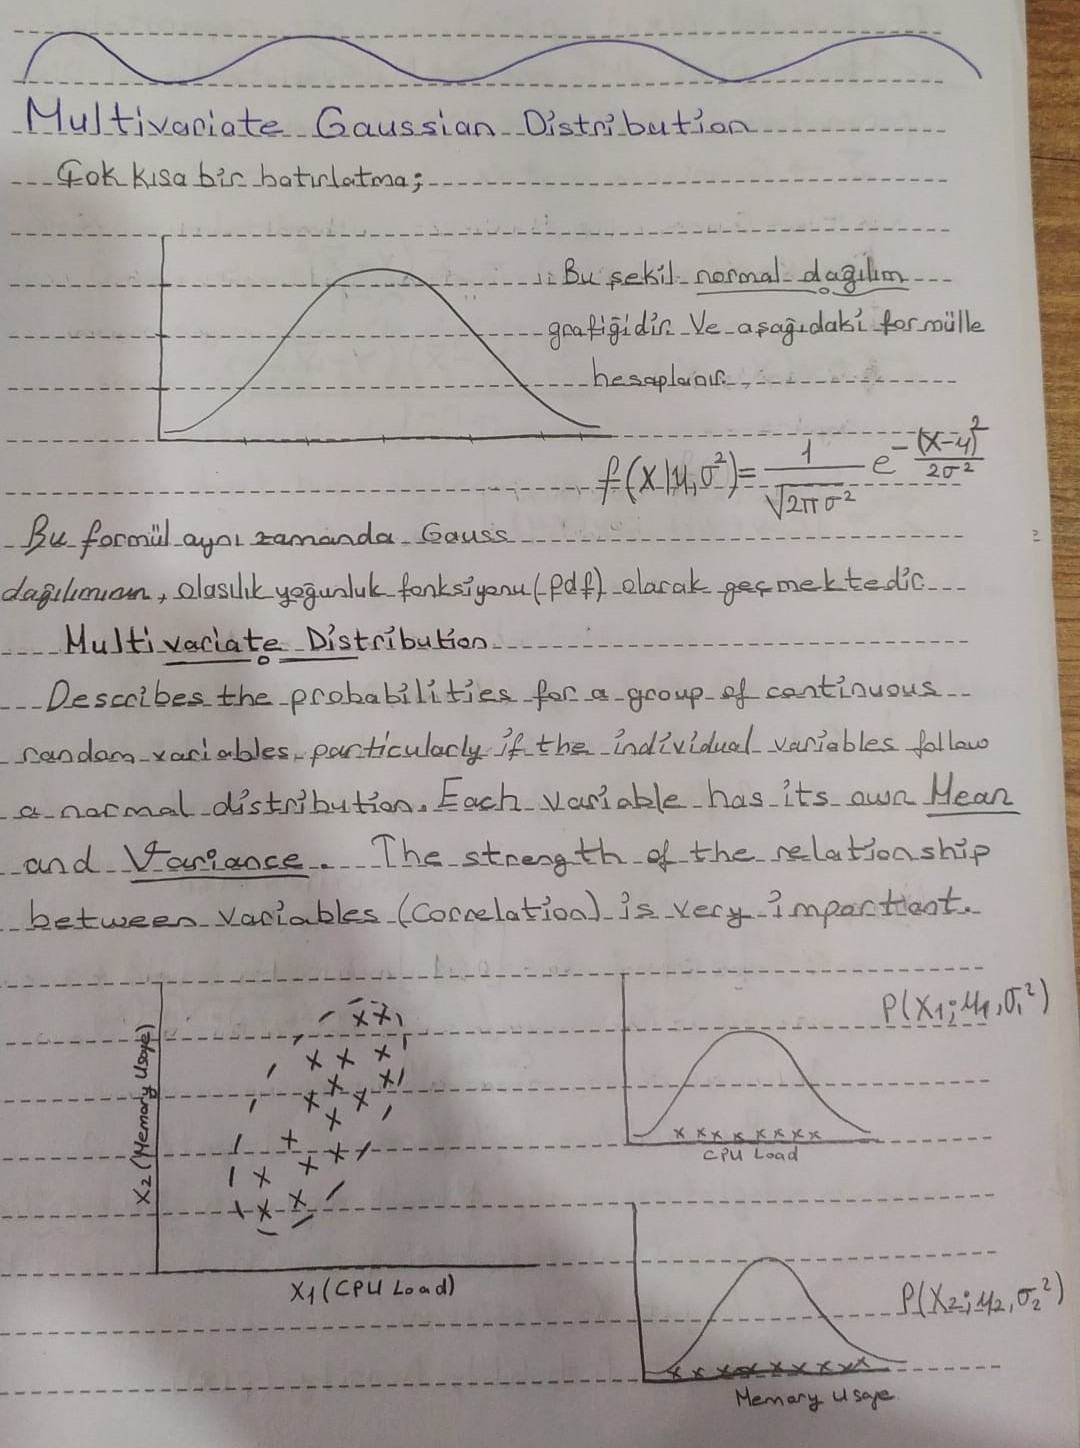 Multivariate Gaussian Distribution
Çok kısa bir hatırlatma;
Bu şekil normal dağılım
grafiğidir. Ve aşağıdaki formülle
hesaplanır.
f(x|μ,σ²)= 1/√2πσ² e^-(x-μ)²/2σ²
Bu formül aynı zamanda Gauss
dağılımının, olasılık yoğunluk fonksiyonu (pdf) olarak geçmektedir.
Multivariate Distribution
Describes the probabilities for a group of continuous
random variables, particularly if the individual variables follow
a normal distribution. Each variable has its own Mean
and Variance. The strength of the relationship
between variables (correlation) is very important.
X₂ (Memory Usage)
X₁ (CPU Load)
P(X₁; μ₁, σ₁²)
CPU Load
P(X₂; μ₂, σ₂²)
Memory Usage